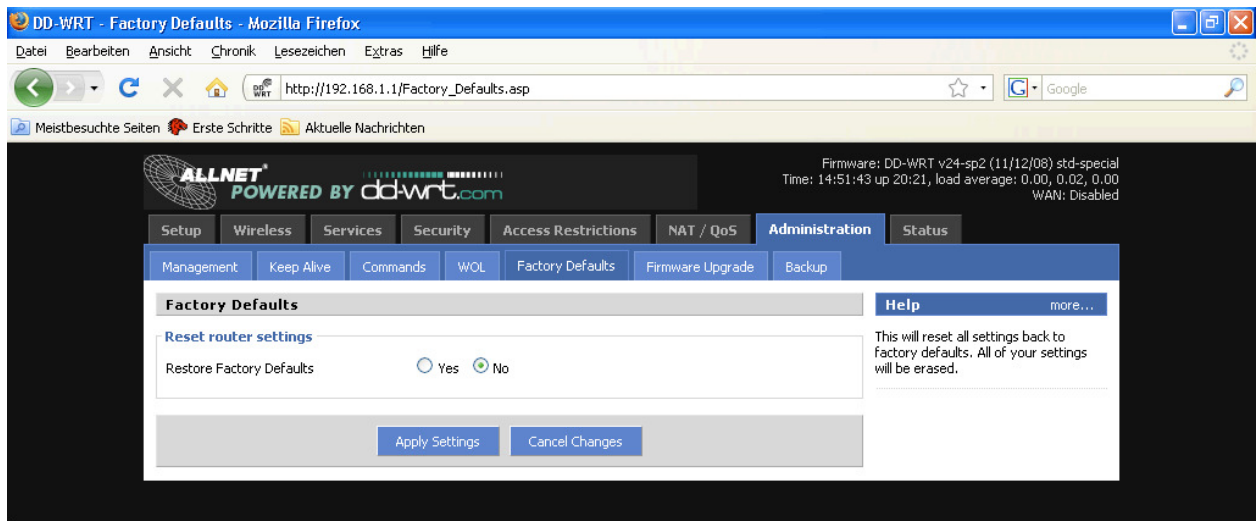 DD-WRT - Factory Defaults - Mozilla Firefox
Datei Bearbeiten Ansicht Chronik Lesezeichen Extras Hilfe
DD WRT http://192.168.1.1/Factory_Defaults.asp G Google
Meistbesuchte Seiten Erste Schritte Aktuelle Nachrichten
ALLNET
POWERED BY dd-wrt.com
Firmware: DD-WRT v24-sp2 (11/12/08) std-special
Time: 14:51:43 up 20:21, load average: 0.00, 0.02, 0.00
WAN: Disabled
Setup Wireless Services Security Access Restrictions NAT / QoS Administration Status
Management Keep Alive Commands WOL Factory Defaults Firmware Upgrade Backup
Factory Defaults
Reset router settings
Restore Factory Defaults Yes No
Apply Settings Cancel Changes
Help more...
This will reset all settings back to
factory defaults. All of your settings
will be erased.